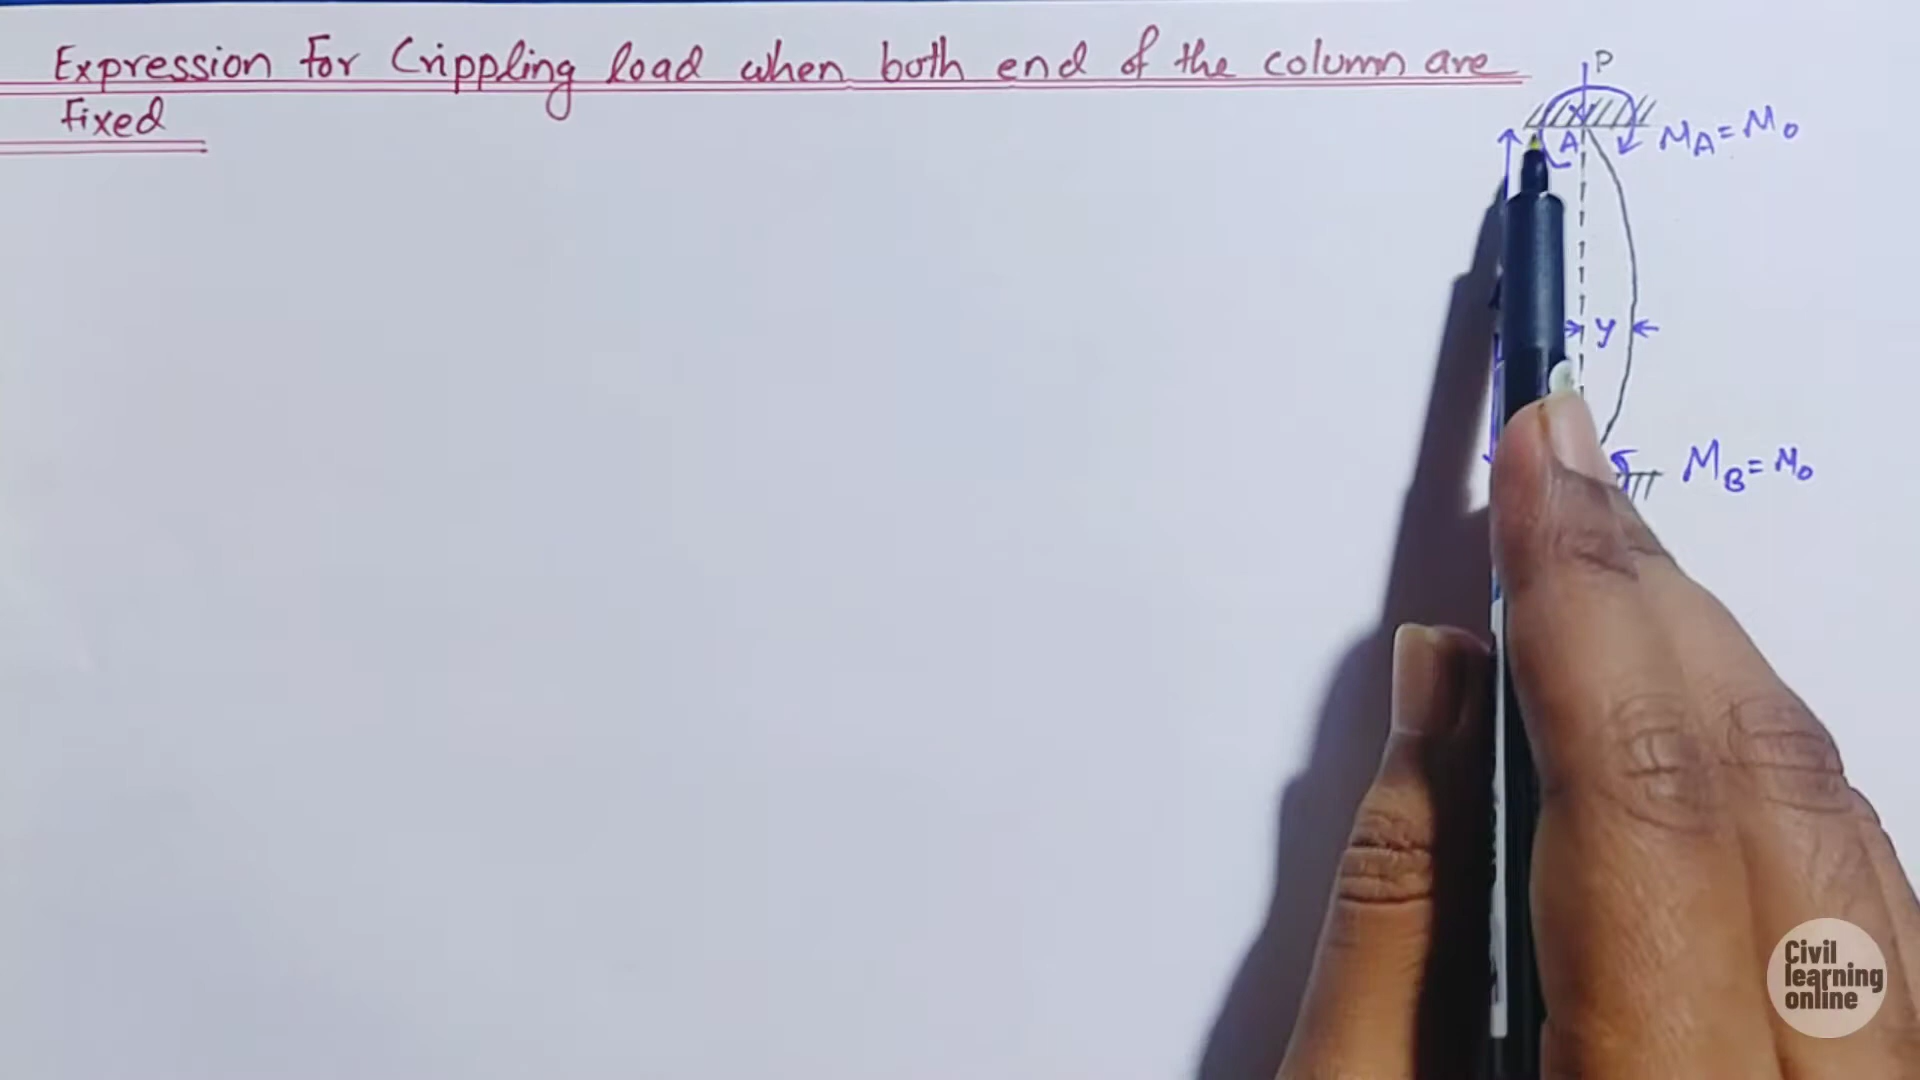 Expression For Crippling load when both end of the column are
fixed
P
A
MA = Mo
y
MB = Mo
Civil
learning
online